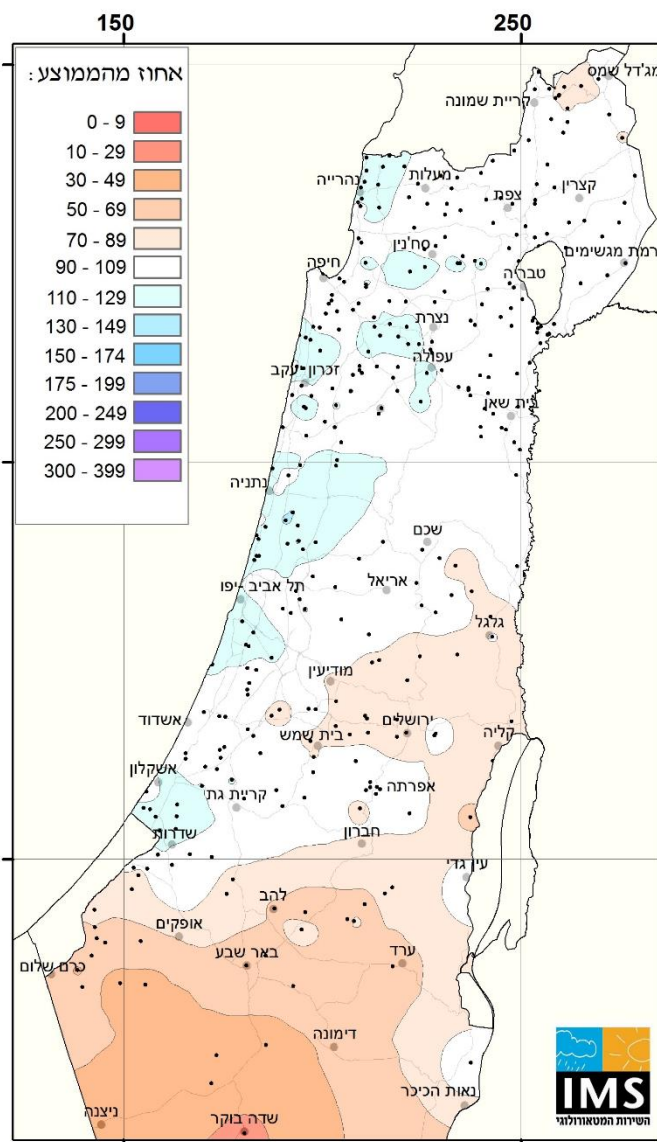 150 250
אחוז מהממוצע:
0 - 9
10 - 29
30 - 49
50 - 69
70 - 89
90 - 109
110 - 129
130 - 149
150 - 174
175 - 199
200 - 249
250 - 299
300 - 399
מג'דל שמס
קריית שמונה
נהרייה
מעלות
צפת
קצרין
סח'נין
חיפה
רמת מגשימים
טבריה
נצרת
עפולה
זכרון יעקב
בית שאן
נתניה
שכם
תל אביב -יפו
אריאל
גלגל
מודיעין
אשדוד
בית שמש
ירושלים
קליה
אשקלון
קריית גת
אפרתה
שדרות
חברון
עין גדי
להב
אופקים
כרם שלום
באר שבע
ערד
דימונה
נאות הכיכר
ניצנה
שדה בוקר
IMS
השירות המטאורולוגי